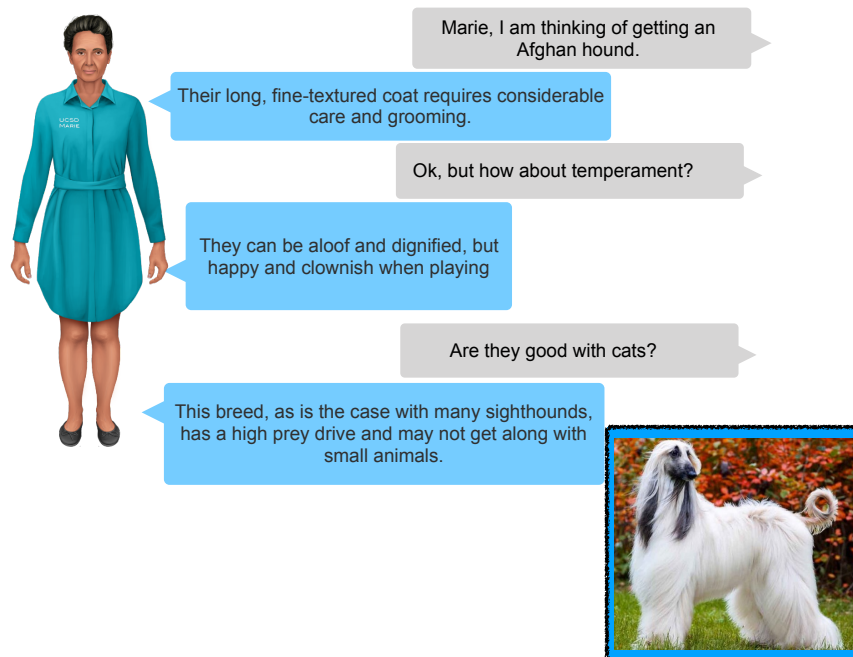 Marie, I am thinking of getting an
Afghan hound.
Their long, fine-textured coat requires considerable
care and grooming.
UCSD
MARIE
Ok, but how about temperament?
They can be aloof and dignified, but
happy and clownish when playing
Are they good with cats?
This breed, as is the case with many sighthounds,
has a high prey drive and may not get along with
small animals.